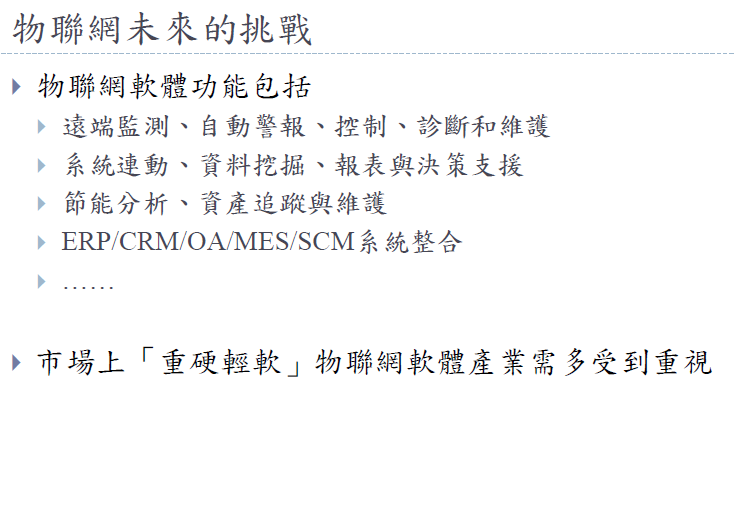 物聯網未來的挑戰
物聯網軟體功能包括
遠端監測、自動警報、控制、診斷和維護
系統連動、資料挖掘、報表與決策支援
節能分析、資產追蹤與維護
ERP/CRM/OA/MES/SCM系統整合
……
市場上「重硬輕軟」物聯網軟體產業需多受到重視